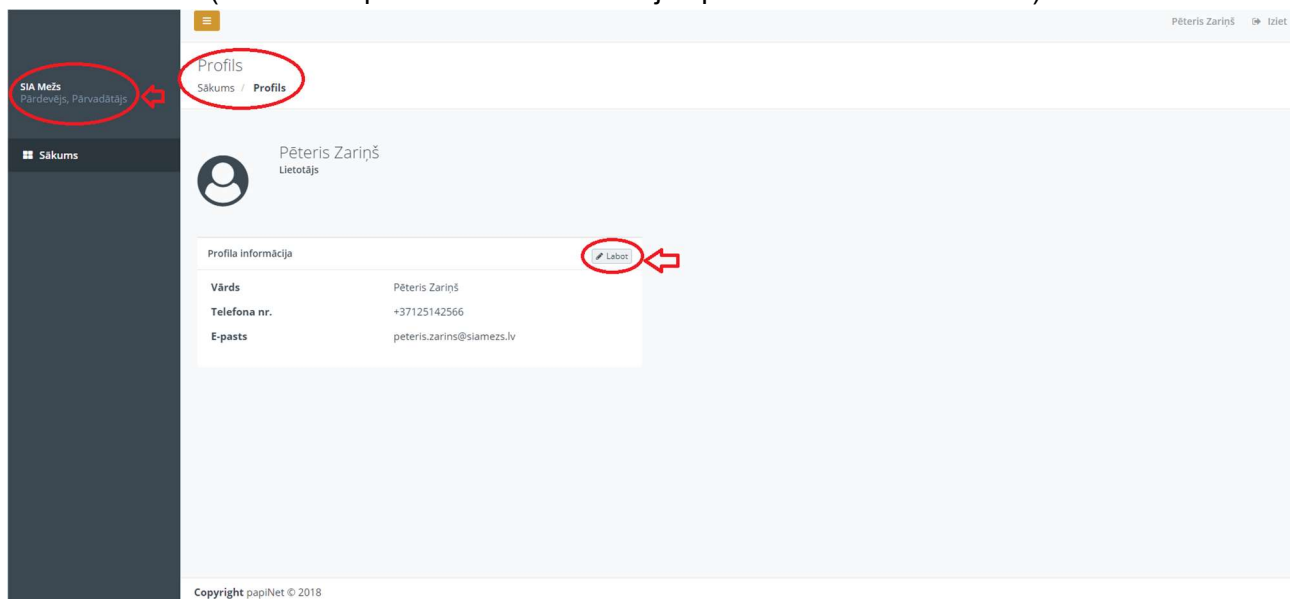 Pēteris Zariņš Iziet
Profils
Sākums / Profils
SIA Mežs
Pārdevējs, Pārvadātājs
Sākums
Pēteris Zariņš
Lietotājs
Profila informācija
Labot
Vārds Pēteris Zariņš
Telefona nr. +37125142566
E-pasts peteris.zarins@siamezs.lv
Copyright papiNet © 2018